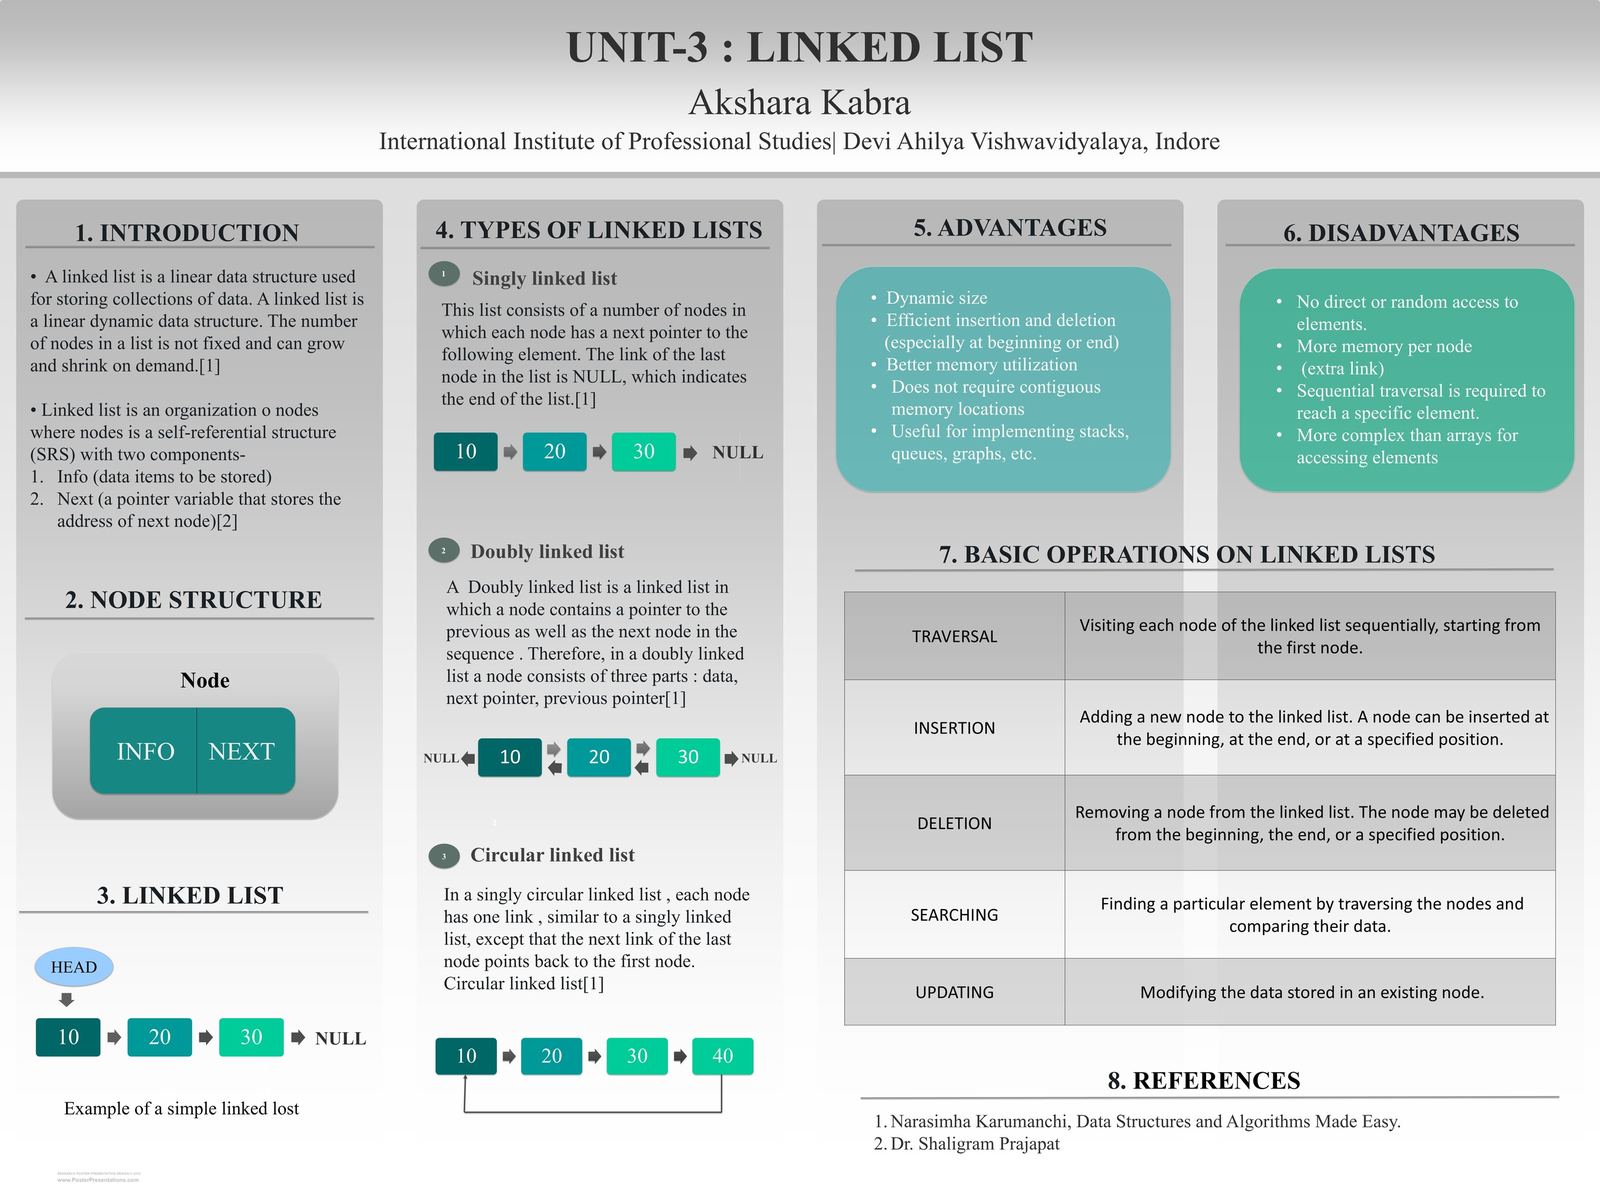 UNIT-3 : LINKED LIST
Akshara Kabra
International Institute of Professional Studies| Devi Ahilya Vishwavidyalaya, Indore
1. INTRODUCTION
• A linked list is a linear data structure used
for storing collections of data. A linked list is
a linear dynamic data structure. The number
of nodes in a list is not fixed and can grow
and shrink on demand.[1]
• Linked list is an organization o nodes
where nodes is a self-referential structure
(SRS) with two components-
1. Info (data items to be stored)
2. Next (a pointer variable that stores the
address of next node)[2]
2. NODE STRUCTURE
Node
INFO NEXT
3. LINKED LIST
HEAD
10 20 30 NULL
Example of a simple linked lost
RESEARCH POSTER PRESENTATION DESIGN © 2015
www.PosterPresentations.com
4. TYPES OF LINKED LISTS
1 Singly linked list
This list consists of a number of nodes in
which each node has a next pointer to the
following element. The link of the last
node in the list is NULL, which indicates
the end of the list.[1]
10 20 30 NULL
2 Doubly linked list
A Doubly linked list is a linked list in
which a node contains a pointer to the
previous as well as the next node in the
sequence . Therefore, in a doubly linked
list a node consists of three parts : data,
next pointer, previous pointer[1]
NULL 10 20 30 NULL
2
3 Circular linked list
In a singly circular linked list , each node
has one link , similar to a singly linked
list, except that the next link of the last
node points back to the first node.
Circular linked list[1]
10 20 30 40
5. ADVANTAGES
• Dynamic size
• Efficient insertion and deletion
(especially at beginning or end)
• Better memory utilization
• Does not require contiguous
memory locations
• Useful for implementing stacks,
queues, graphs, etc.
6. DISADVANTAGES
• No direct or random access to
elements.
• More memory per node
• (extra link)
• Sequential traversal is required to
reach a specific element.
• More complex than arrays for
accessing elements
7. BASIC OPERATIONS ON LINKED LISTS
TRAVERSAL
Visiting each node of the linked list sequentially, starting from
the first node.
INSERTION
Adding a new node to the linked list. A node can be inserted at
the beginning, at the end, or at a specified position.
DELETION
Removing a node from the linked list. The node may be deleted
from the beginning, the end, or a specified position.
SEARCHING
Finding a particular element by traversing the nodes and
comparing their data.
UPDATING
Modifying the data stored in an existing node.
8. REFERENCES
1. Narasimha Karumanchi, Data Structures and Algorithms Made Easy.
2. Dr. Shaligram Prajapat